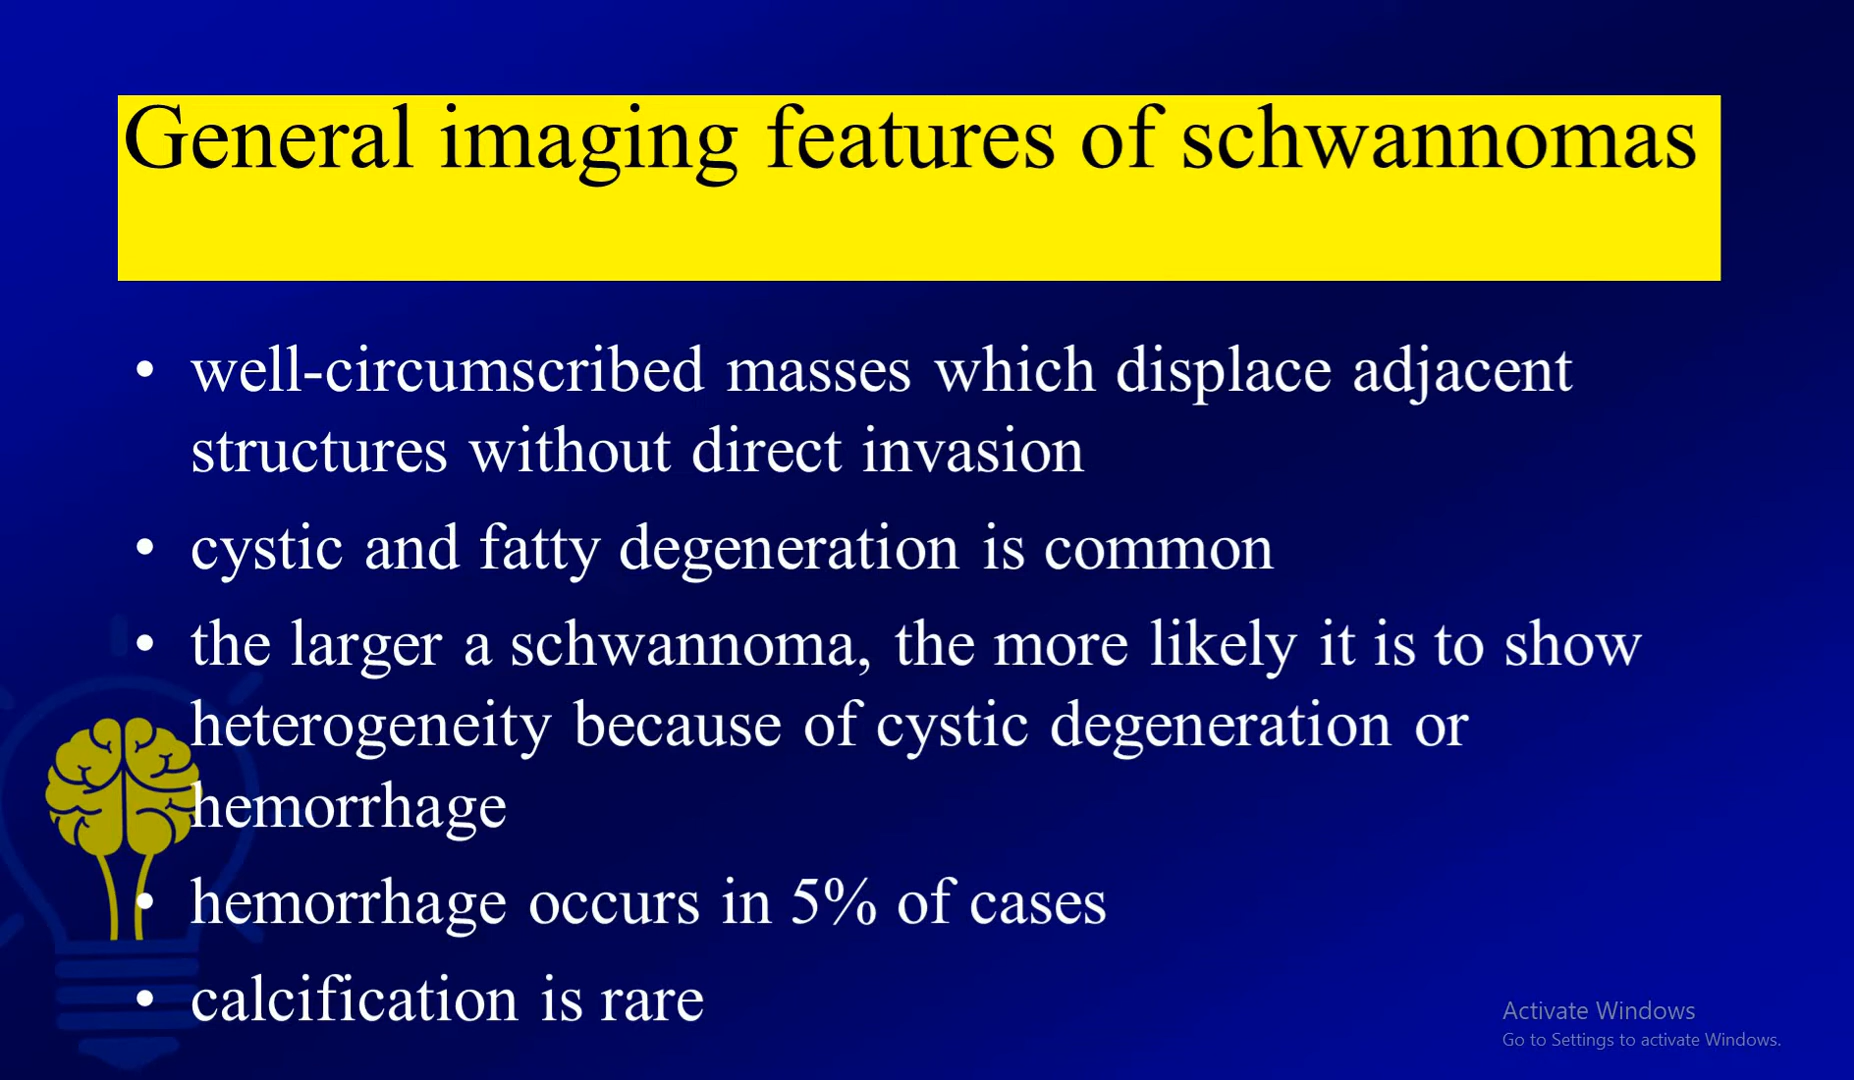 General imaging features of schwannomas
• well-circumscribed masses which displace adjacent
structures without direct invasion
• cystic and fatty degeneration is common
• the larger a schwannoma, the more likely it is to show
heterogeneity because of cystic degeneration or
hemorrhage
• hemorrhage occurs in 5% of cases
• calcification is rare
Activate Windows
Go to Settings to activate Windows.